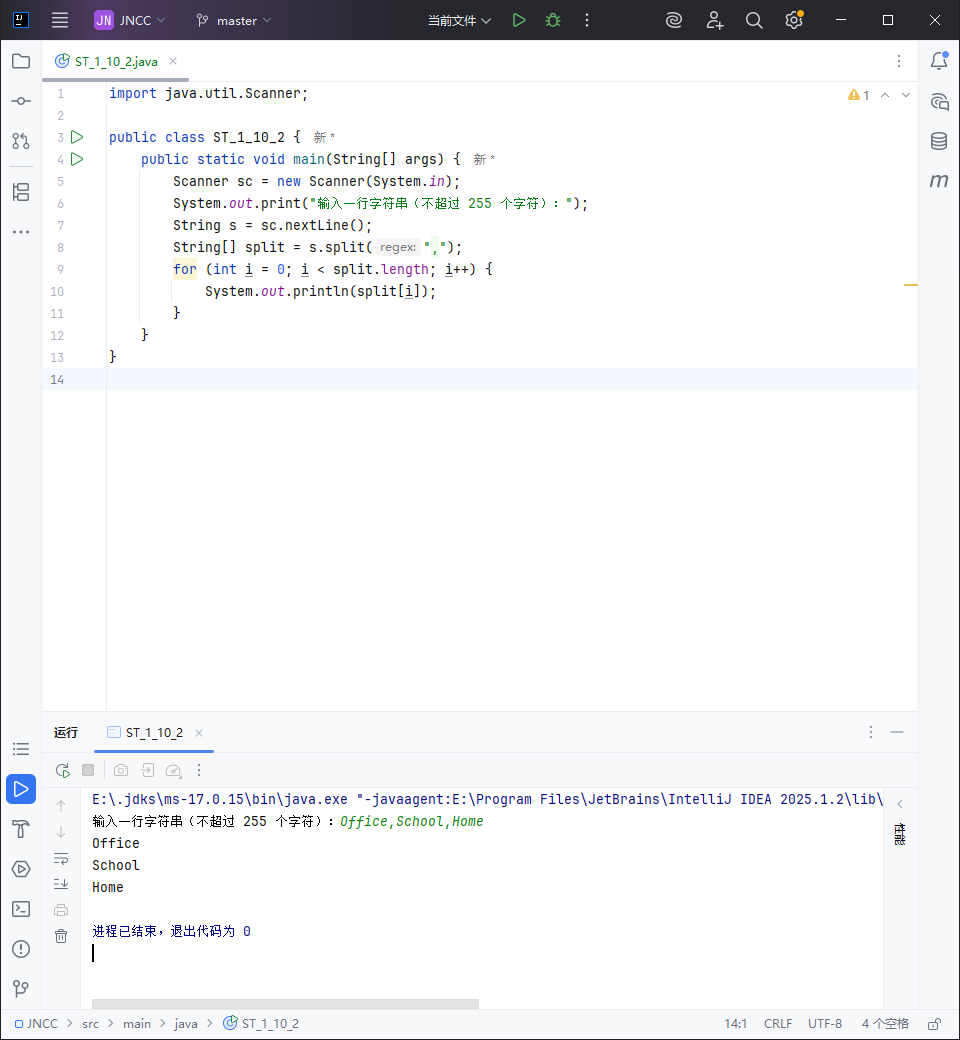 JN JNCC master 当前文件
ST_1_10_2.java
1 import java.util.Scanner; 1
2
3 public class ST_1_10_2 { 新 *
4 public static void main(String[] args) { 新 *
5 Scanner sc = new Scanner(System.in);
6 System.out.print("输入一行字符串（不超过 255 个字符）：");
7 String s = sc.nextLine();
8 String[] split = s.split( regex: ",");
9 for (int i = 0; i < split.length; i++) {
10 System.out.println(split[i]);
11 }
12 }
13 }
14
运行 ST_1_10_2
E:\.jdks\ms-17.0.15\bin\java.exe "-javaagent:E:\Program Files\JetBrains\IntelliJ IDEA 2025.1.2\lib\
输入一行字符串（不超过 255 个字符）：Office,School,Home
Office
School
Home
进程已结束，退出代码为 0
性能
JNCC > src > main > java > ST_1_10_2 14:1 CRLF UTF-8 4 个空格